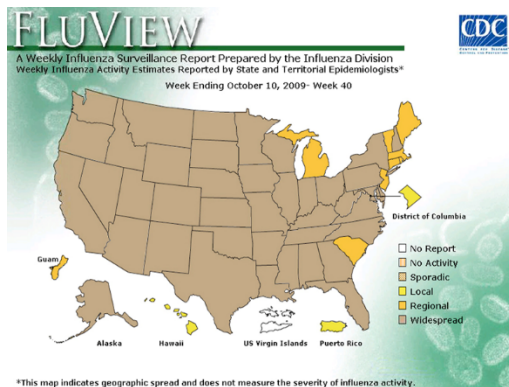 FLUVIEW
CDC
A Weekly Influenza Surveillance Report Prepared by the Influenza Division
Weekly Influenza Activity Estimates Reported by State and Territorial Epidemiologists*
Week Ending October 10, 2009- Week 40
District of Columbia
No Report
No Activity
Sporadic
Local
Regional
Widespread
Guam
Alaska
Hawaii
US Virgin Islands
Puerto Rico
*This map indicates geographic spread and does not measure the severity of influenza activity.